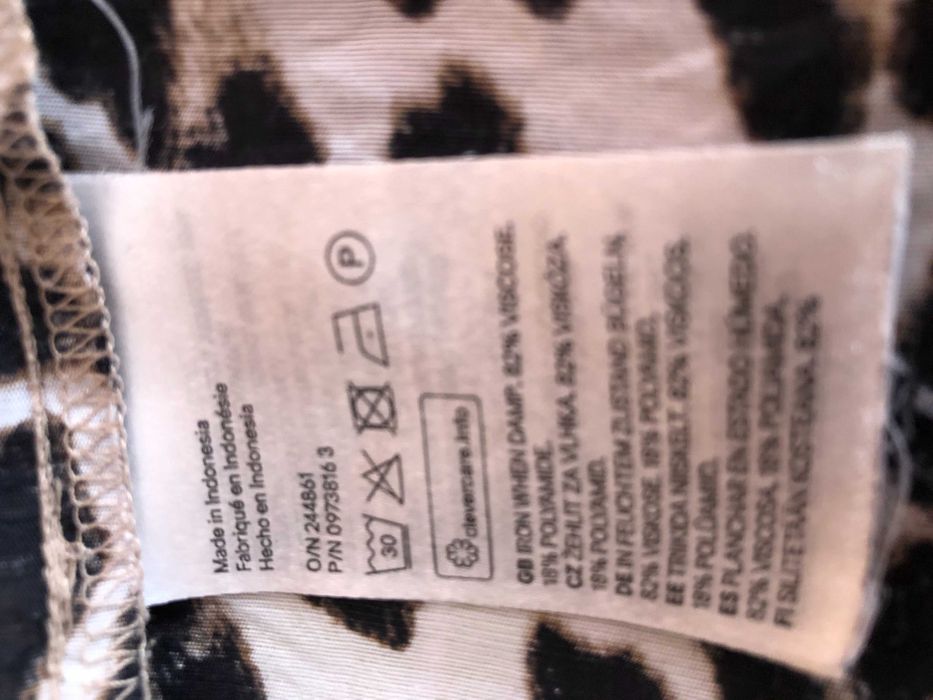 Made in Indonesia
Fabriqué en Indonésie
Hecho en Indonesia
O/N 244861
P/N 0973816 3
30
P
clevercare.info
GB IRON WHEN DAMP. 82% VISCOSE.
18% POLYAMIDE.
CZ ŽEHLIT ZA VLHKA. 82% VISKÓZA.
18% POLYAMID.
DE IN FEUCHTEM ZUSTAND BÜGELN.
82% VISCOSE. 18% POLYAMID.
EE TRIIKIDA NIISKELT. 82% VISKOOS.
18% POLÜAMIID.
ES PLANCHAR EN ESTADO HÚMEDO.
82% VISCOSA. 18% POLIAMIDA.
FI SILITETÄÄN KOSTEANA. 82%